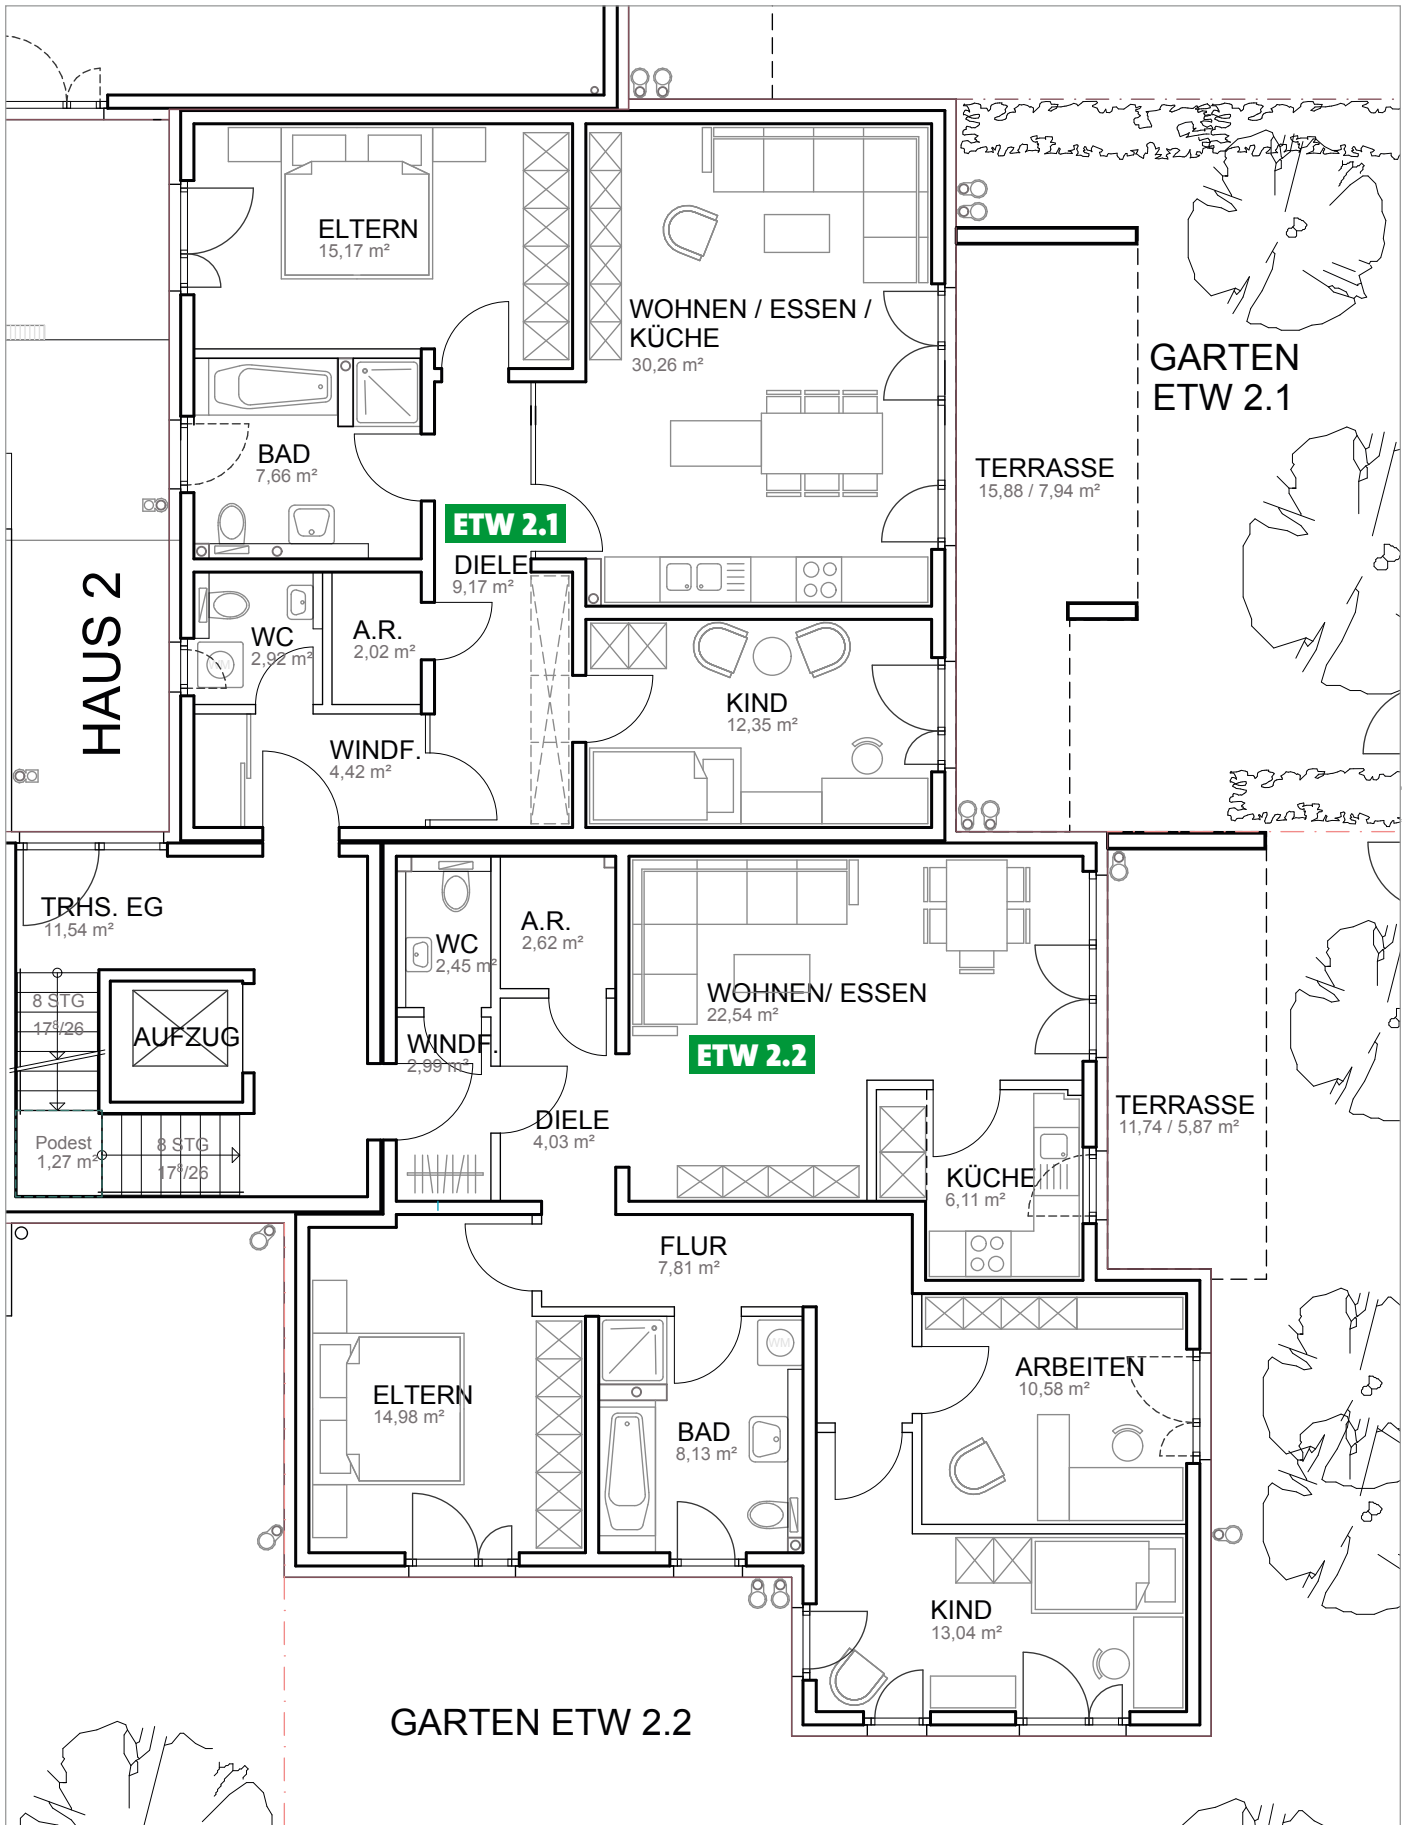 ELTERN
15,17 m²
WOHNEN / ESSEN /
KÜCHE
30,26 m²
GARTEN
ETW 2.1
BAD
7,66 m²
TERRASSE
15,88 / 7,94 m²
ETW 2.1
DIELE
9,17 m²
HAUS 2
WC
2,92 m²
WM
A.R.
2,02 m²
KIND
12,35 m²
WINDF.
4,42 m²
TRHS. EG
11,54 m²
WC
2,45 m²
A.R.
2,62 m²
WOHNEN/ ESSEN
22,54 m²
8 STG
17⁸/26
AUFZUG
WINDF.
2,99 m²
ETW 2.2
DIELE
4,03 m²
TERRASSE
11,74 / 5,87 m²
Podest
1,27 m²
8 STG
17⁸/26
KÜCHE
6,11 m²
FLUR
7,81 m²
WM
ELTERN
14,98 m²
ARBEITEN
10,58 m²
BAD
8,13 m²
KIND
13,04 m²
GARTEN ETW 2.2